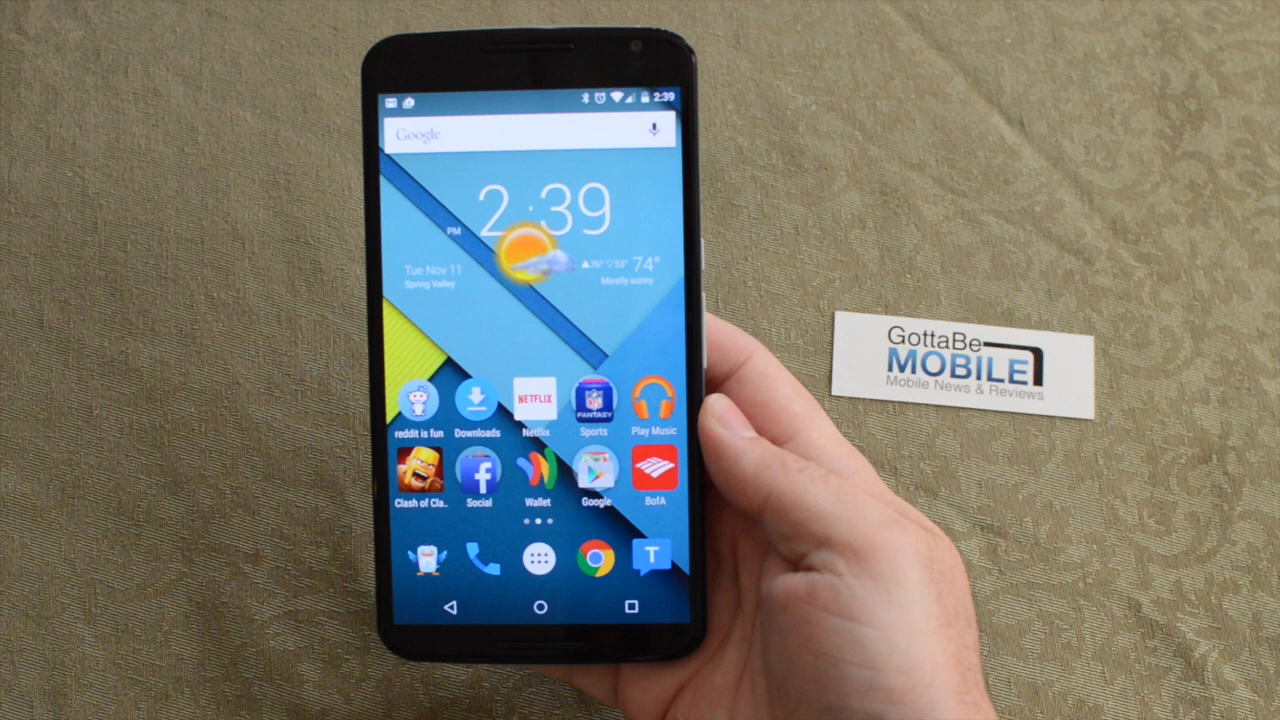 2:39
Google
2:39
PM
Tue Nov 11
Spring Valley
76° 53° 74°
Mostly sunny
NETFLIX
NFL
FANTASY
reddit is fun Downloads Netflix Sports Play Music
Clash of Cla.. Social Wallet Google BofA
T
GottaBe
MOBILE
Mobile News & Reviews